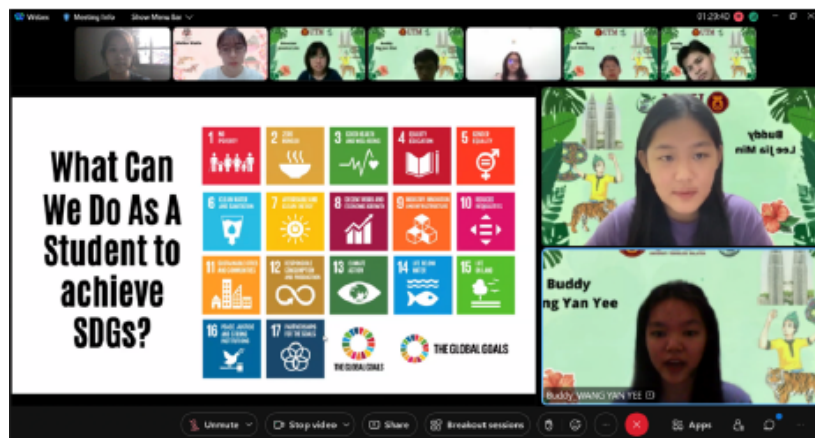 Webex Meeting Info Show Menu Bar 01:23:40
UTM
UTM
UTM
UTM
What Can
We Do As A
Student to
achieve
SDGs?
1 NO POVERTY
2 ZERO HUNGER
3 GOOD HEALTH AND WELL-BEING
4 QUALITY EDUCATION
5 GENDER EQUALITY
6 CLEAN WATER AND SANITATION
7 AFFORDABLE AND CLEAN ENERGY
8 DECENT WORK AND ECONOMIC GROWTH
9 INDUSTRY, INNOVATION AND INFRASTRUCTURE
10 REDUCED INEQUALITIES
11 SUSTAINABLE CITIES AND COMMUNITIES
12 RESPONSIBLE CONSUMPTION AND PRODUCTION
13 CLIMATE ACTION
14 LIFE BELOW WATER
15 LIFE ON LAND
16 PEACE, JUSTICE AND STRONG INSTITUTIONS
17 PARTNERSHIPS FOR THE GOALS
THE GLOBAL GOALS
THE GLOBAL GOALS
Buddy
Lee Jia Min
Buddy
ng Yan Yee
Buddy_WANG YAN YEE
Unmute Stop video Share Breakout sessions Apps